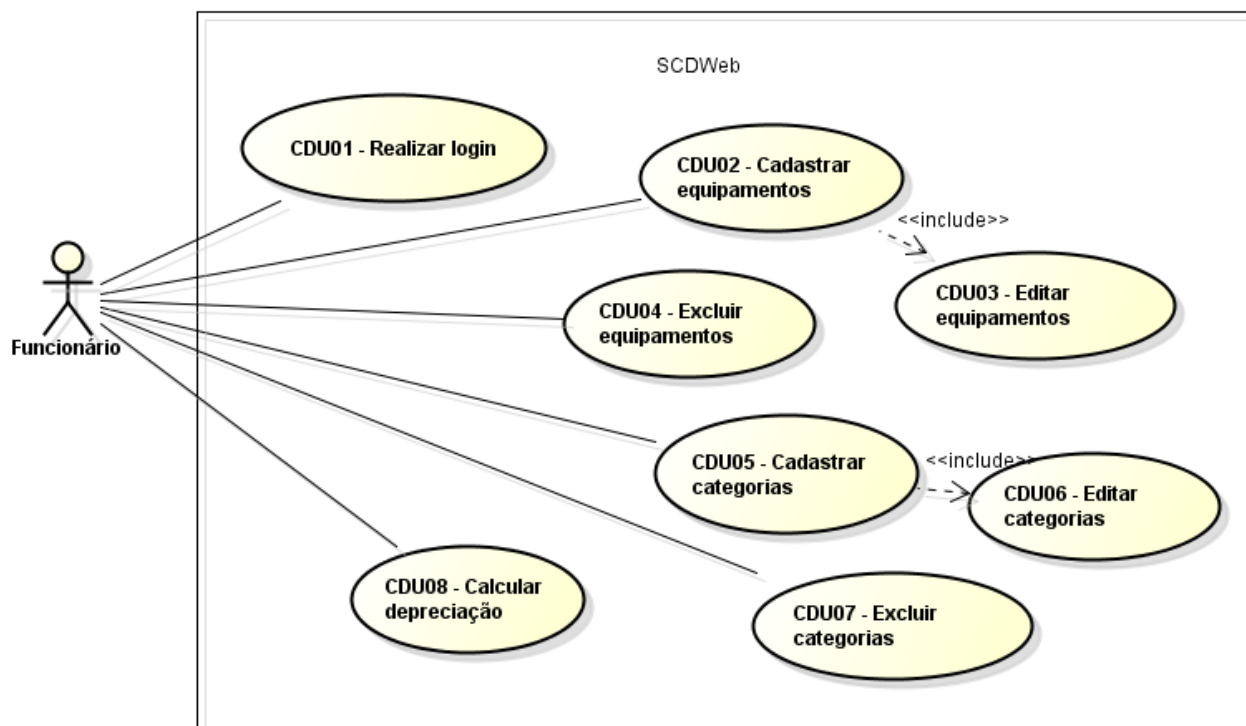 SCDWeb
CDU01 - Realizar login
CDU02 - Cadastrar
equipamentos
<<include>>
CDU03 - Editar
equipamentos
CDU04 - Excluir
equipamentos
Funcionário
CDU05 - Cadastrar
categorias
<<include>>
CDU06 - Editar
categorias
CDU08 - Calcular
depreciação
CDU07 - Excluir
categorias